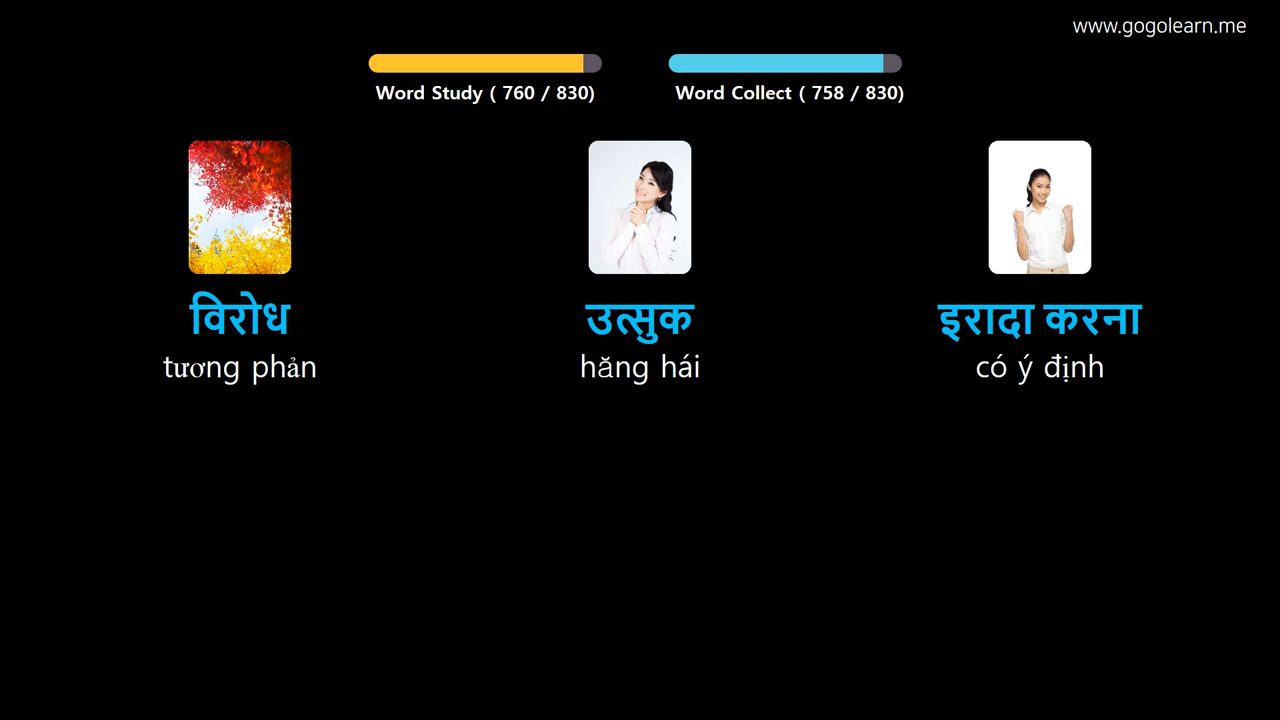 www.gogolearn.me
Word Study ( 760 / 830)
Word Collect ( 758 / 830)
विरोध
उत्सुक
इरादा करना
tương phản
hăng hái
có ý định